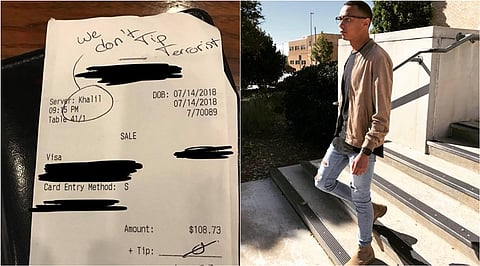 we
don't Tip
Terrorist
DOB: 07/14/2018
Server: Khalil 07/14/2018
09:15 PM 7/70089
Table 41/1
SALE
Visa
Card Entry Method: S
Amount: $108.73
+ Tip: